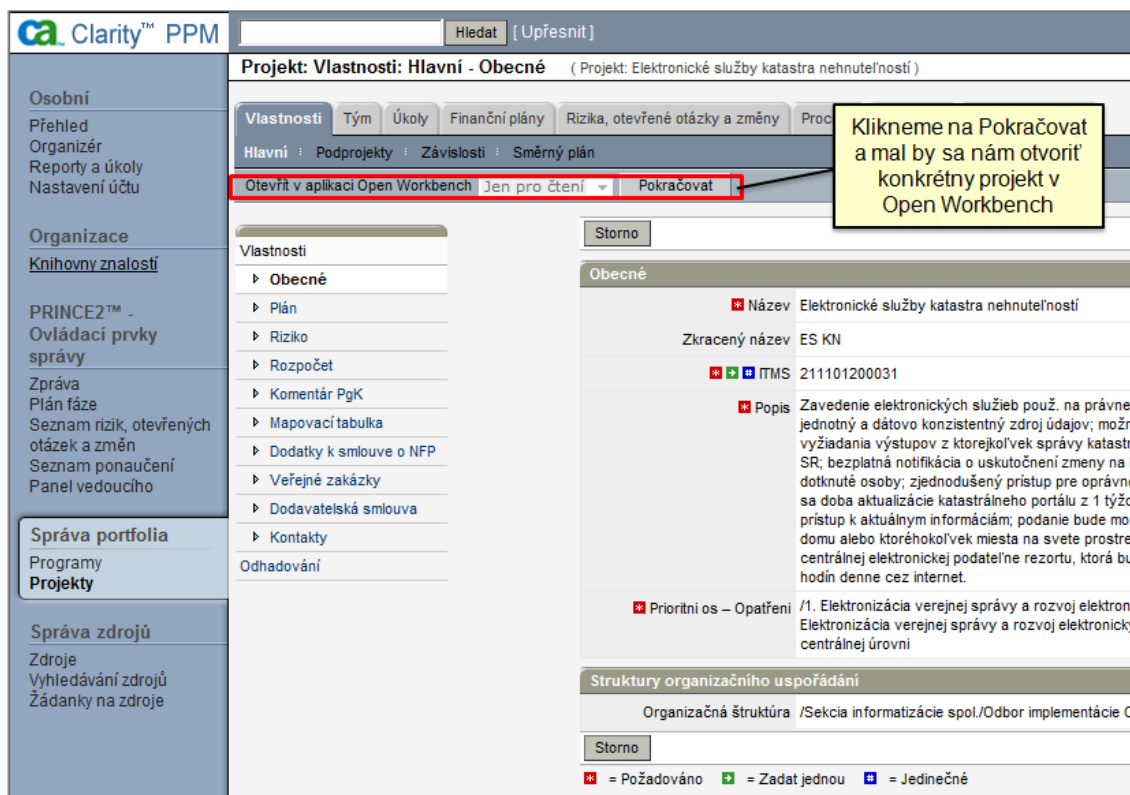 ca Clarity™ PPM
Hledat [ Upřesnit ]
Projekt: Vlastnosti: Hlavní - Obecné ( Projekt: Elektronické služby katastra nehnuteľností )
Osobní
Přehled
Organizér
Reporty a úkoly
Nastavení účtu
Organizace
Knihovny znalostí
PRINCE2™ -
Ovládací prvky
správy
Zpráva
Plán fáze
Seznam rizik, otevřených
otázek a změn
Seznam ponaučení
Panel vedoucího
Správa portfolia
Programy
Projekty
Správa zdrojů
Zdroje
Vyhledávání zdrojů
Žádanky na zdroje
Vlastnosti Tým Úkoly Finanční plány Rizika, otevřené otázky a změny
Hlavní Podprojekty Závislosti Směrný plán
Otevřít v aplikaci Open Workbench Jen pro čtení Pokračovat
Klikneme na Pokračovat
a mal by sa nám otvoriť
konkrétny projekt v
Open Workbench
Vlastnosti
Obecné
Plán
Riziko
Rozpočet
Komentár PgK
Mapovací tabulka
Dodatky k smlouve o NFP
Veřejné zakázky
Dodavatelská smlouva
Kontakty
Odhadování
Storno
Obecné
Název Elektronické služby katastra nehnuteľností
Zkracený název ES KN
ITMS 211101200031
Popis Zavedenie elektronických služieb použ. na právne
jednotný a dátovo konzistentný zdroj údajov;
vyžiadania výstupov z ktorejkoľvek správy
SR; bezplatná notifikácia o uskutočnení zmeny na
dotknuté osoby; zjednodušený prístup pre
sa doba aktualizácie katastrálneho portálu z 1
prístup k aktuálnym informáciám; podanie bude
domu alebo ktoréhokoľvek miesta na svete
centrálnej elektronickej podateľne rezortu, ktorá
hodín denne cez internet.
Prioritni os – Opatřeni /1. Elektronizácia verejnej správy a rozvoj
Elektronizácia verejnej správy a rozvoj
centrálnej úrovni
Struktury organizačního uspořádání
Organizačná štruktúra /Sekcia informatizácie spol./Odbor implementácie
Storno
= Požadováno = Zadat jednou = Jedinečné